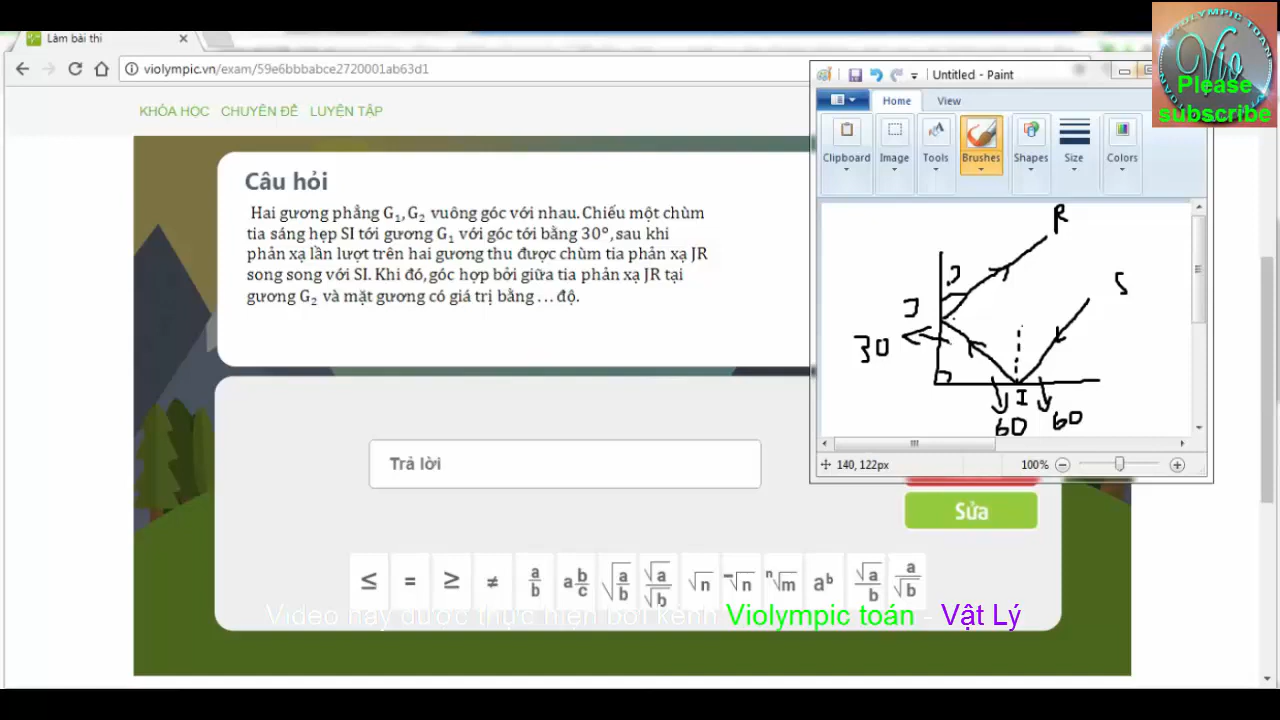 Làm bài thi
violympic.vn/exam/59e6bbbabce2720001ab63d1
KHÓA HỌC CHUYÊN ĐỀ LUYỆN TẬP
Câu hỏi
Hai gương phẳng G₁, G₂ vuông góc với nhau. Chiếu một chùm
tia sáng hẹp SI tới gương G₁ với góc tới bằng 30°, sau khi
phản xạ lần lượt trên hai gương thu được chùm tia phản xạ JR
song song với SI. Khi đó, góc hợp bởi giữa tia phản xạ JR tại
gương G₂ và mặt gương có giá trị bằng … độ.
Trả lời
Sửa
≤ = ≥ ≠ a/b a b/c √(a/b) √a/√b √n ⁻√n ⁿ√m aᵇ √a/b a/√b
Video này được thực hiện bởi kênh Violympic toán - Vật Lý
Untitled - Paint
Home View
Clipboard Image Tools Brushes Shapes Size Colors
R
S
30
I
60 60
140, 122px
100%
VIOLYMPIC TOÁN
Vio
Please
subscribe